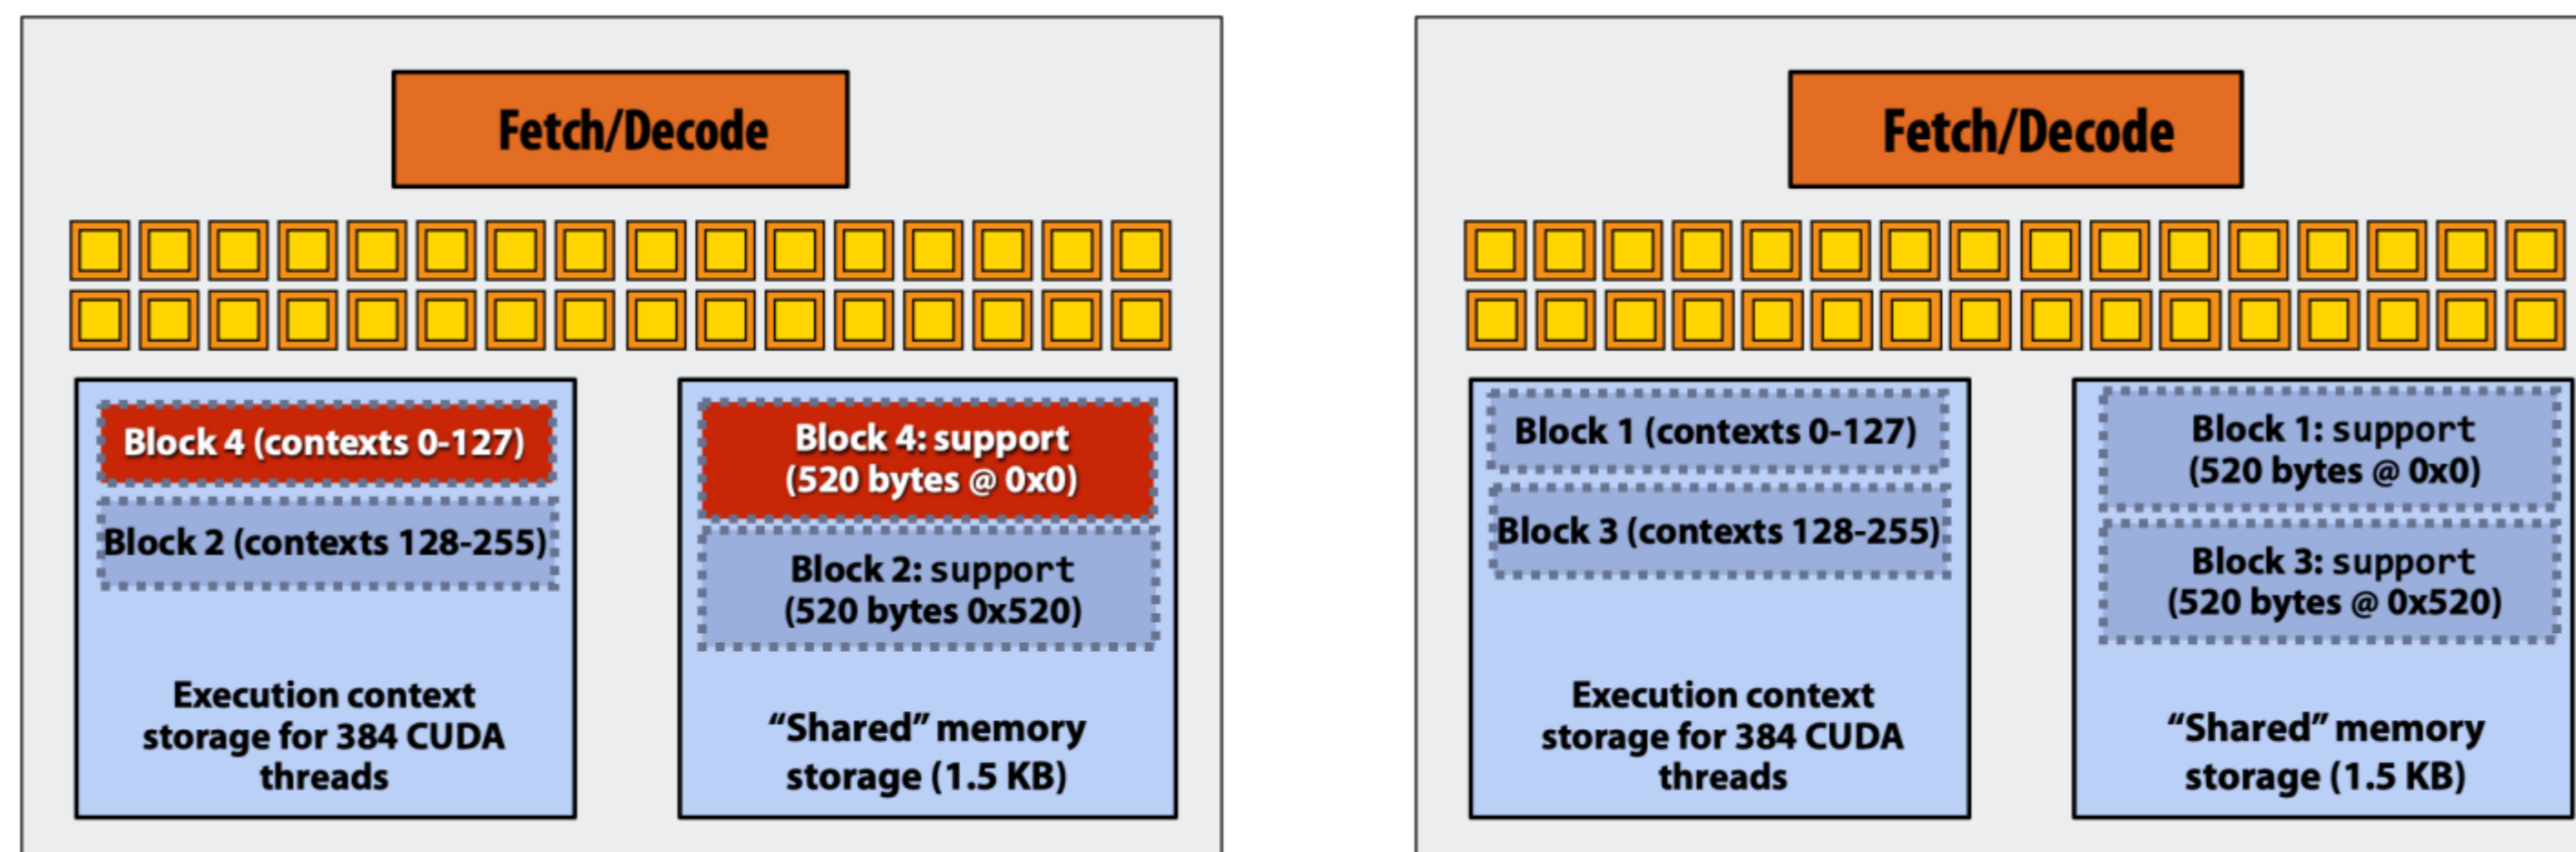 Fetch/Decode
Block 4 (contexts 0-127)
Block 2 (contexts 128-255)
Execution context
storage for 384 CUDA
threads
Block 4: support
(520 bytes @ 0x0)
Block 2: support
(520 bytes 0x520)
“Shared” memory
storage (1.5 KB)
Fetch/Decode
Block 1 (contexts 0-127)
Block 3 (contexts 128-255)
Execution context
storage for 384 CUDA
threads
Block 1: support
(520 bytes @ 0x0)
Block 3: support
(520 bytes @ 0x520)
“Shared” memory
storage (1.5 KB)